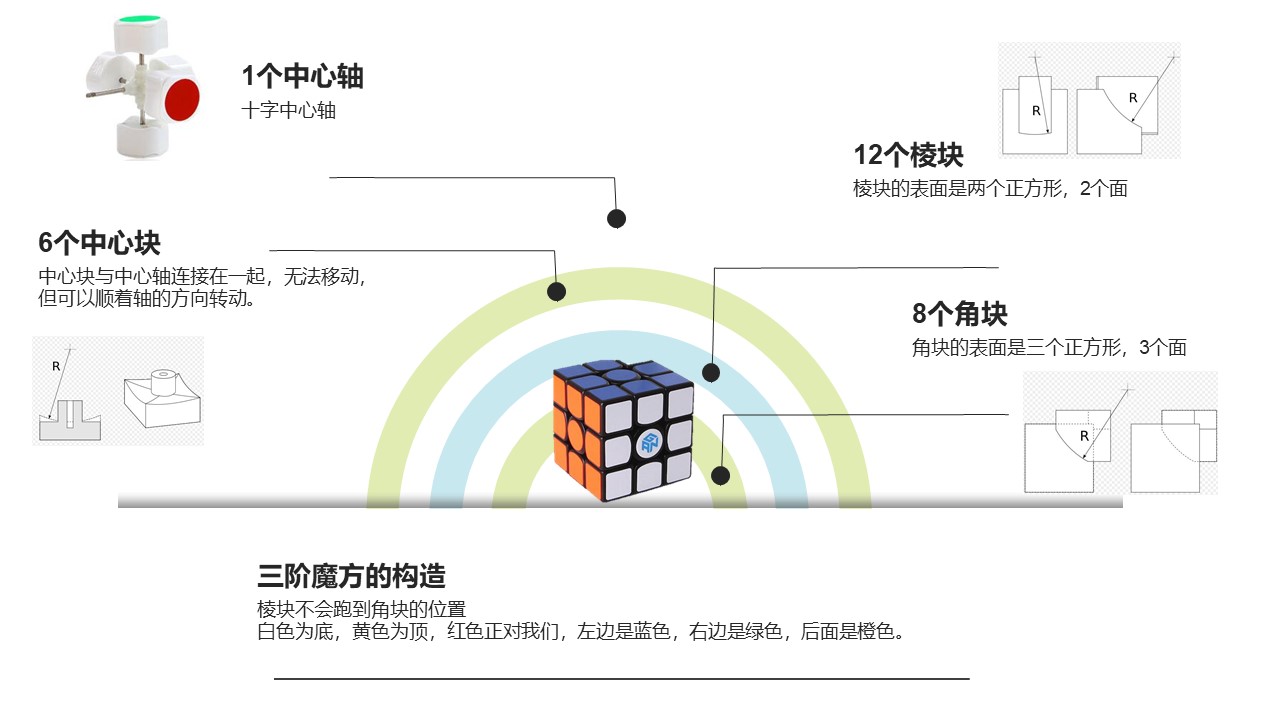 1个中心轴
十字中心轴
R
R
12个棱块
棱块的表面是两个正方形，2个面
6个中心块
中心块与中心轴连接在一起，无法移动，
但可以顺着轴的方向转动。
8个角块
角块的表面是三个正方形，3个面
R
R
三阶魔方的构造
棱块不会跑到角块的位置
白色为底，黄色为顶，红色正对我们，左边是蓝色，右边是绿色，后面是橙色。